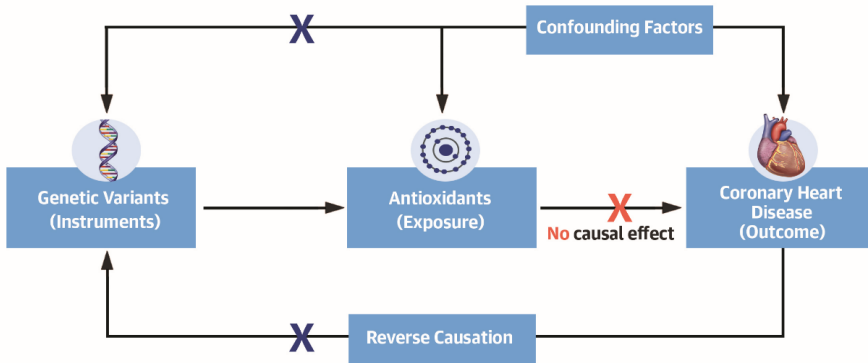 X
Confounding Factors
Genetic Variants
(Instruments)
Antioxidants
(Exposure)
X
No causal effect
Coronary Heart
Disease
(Outcome)
X
Reverse Causation